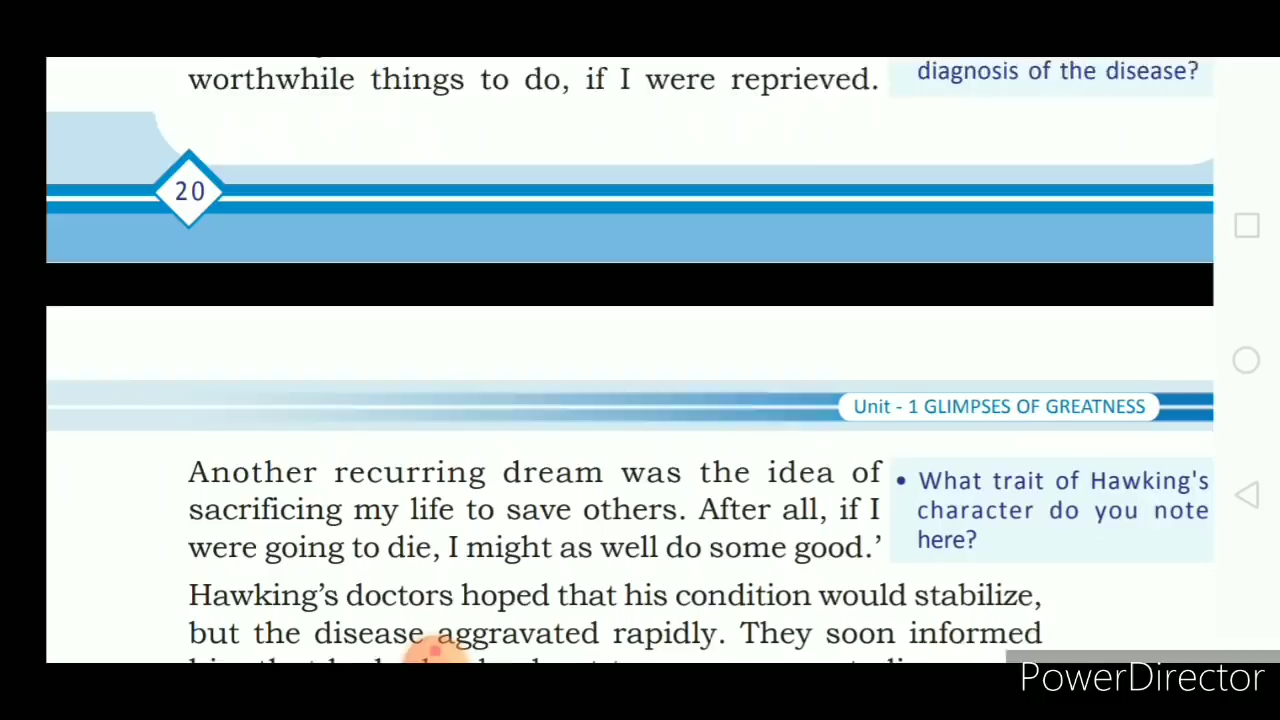 worthwhile things to do, if I were reprieved.
diagnosis of the disease?
20
Unit - 1 GLIMPSES OF GREATNESS
Another recurring dream was the idea of
sacrificing my life to save others. After all, if I
were going to die, I might as well do some good.’
• What trait of Hawking's
character do you note
here?
Hawking’s doctors hoped that his condition would stabilize,
but the disease aggravated rapidly. They soon informed
PowerDirector